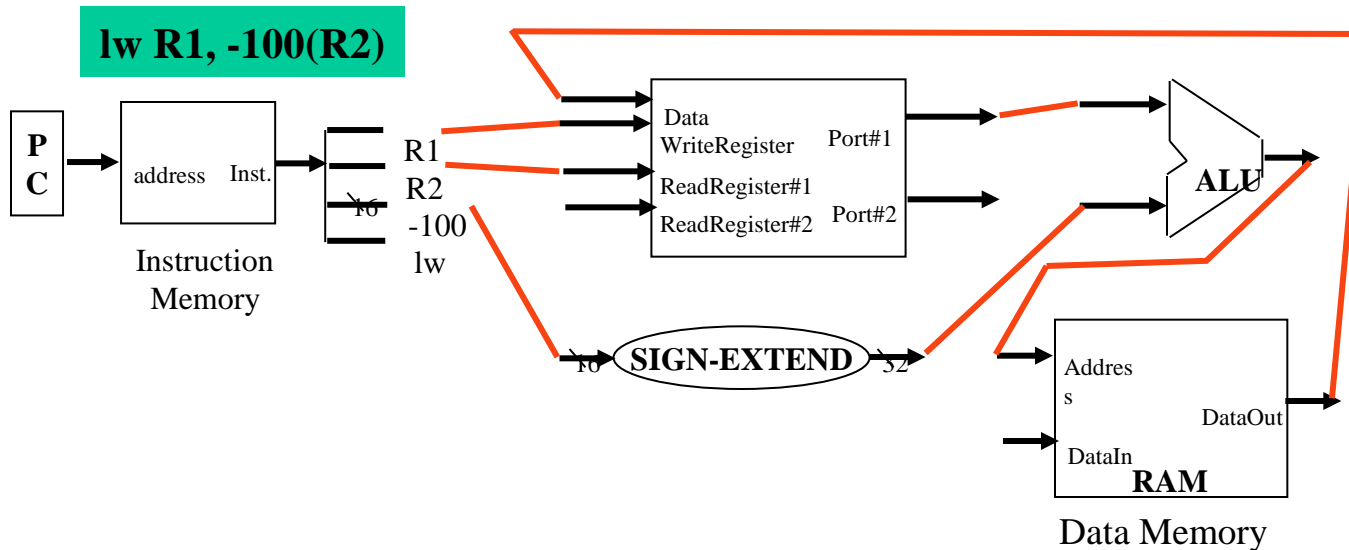 lw R1, -100(R2)
P
C
address
Inst.
Instruction
Memory
R1
R2
16
-100
lw
Data
WriteRegister
ReadRegister#1
ReadRegister#2
Port#1
Port#2
ALU
16
SIGN-EXTEND
32
Addres
s
DataOut
DataIn
RAM
Data Memory